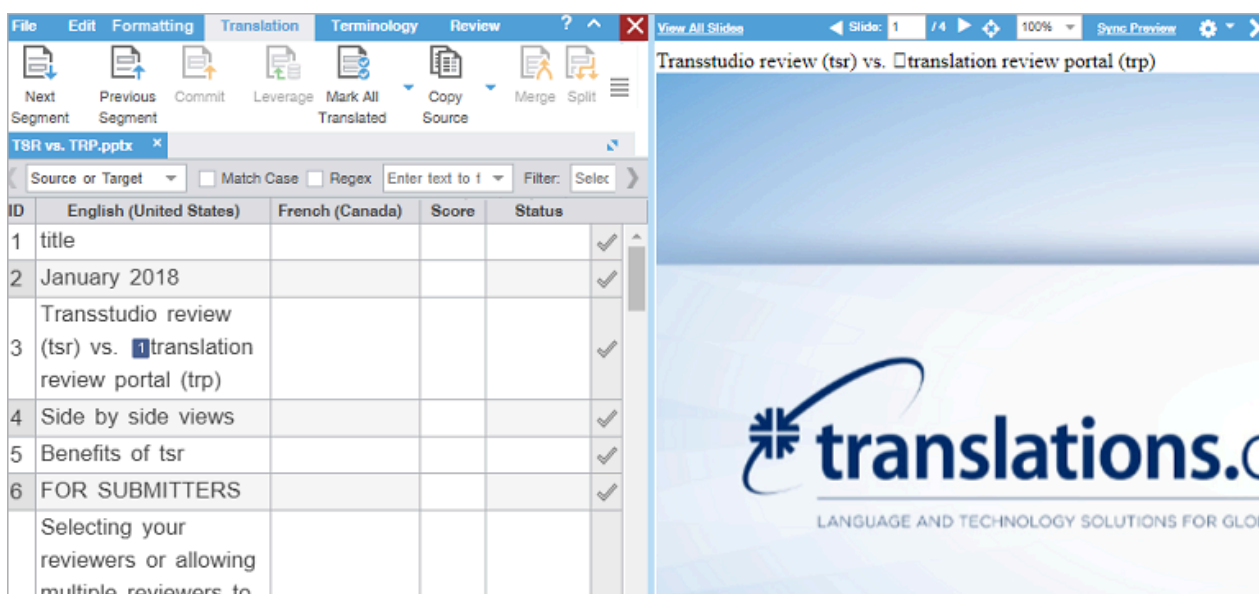 File Edit Formatting Translation Terminology Review ?
Next Segment
Previous Segment
Commit
Leverage
Mark All Translated
Copy Source
Merge
Split
TSR vs. TRP.pptx ×
Source or Target Match Case Regex Enter text to f Filter: Selec
ID English (United States) French (Canada) Score Status
1 title
2 January 2018
3 Transstudio review
(tsr) vs. 1translation
review portal (trp)
4 Side by side views
5 Benefits of tsr
6 FOR SUBMITTERS
Selecting your
reviewers or allowing
multiple reviewers to
View All Slides Slide: 1 /4 100% Sync Preview
Transstudio review (tsr) vs. □translation review portal (trp)
translations.c
LANGUAGE AND TECHNOLOGY SOLUTIONS FOR GLO